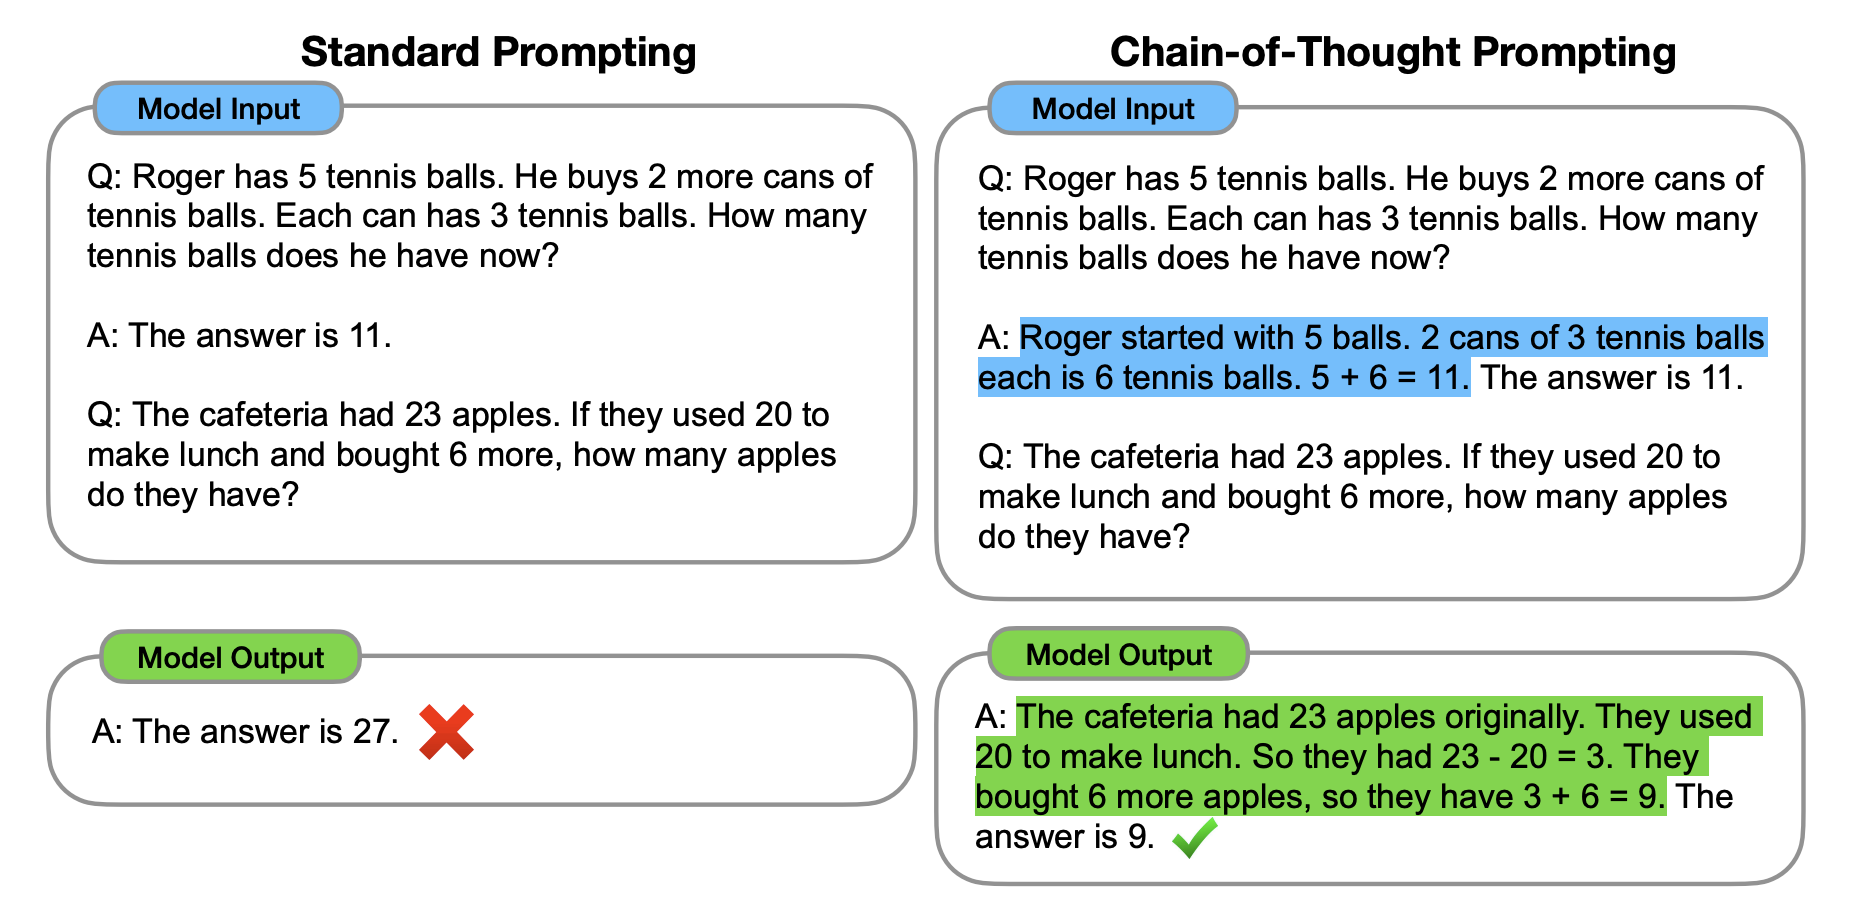 Standard Prompting
Model Input
Q: Roger has 5 tennis balls. He buys 2 more cans of
tennis balls. Each can has 3 tennis balls. How many
tennis balls does he have now?
A: The answer is 11.
Q: The cafeteria had 23 apples. If they used 20 to
make lunch and bought 6 more, how many apples
do they have?
Model Output
A: The answer is 27.
Chain-of-Thought Prompting
Model Input
Q: Roger has 5 tennis balls. He buys 2 more cans of
tennis balls. Each can has 3 tennis balls. How many
tennis balls does he have now?
A: Roger started with 5 balls. 2 cans of 3 tennis balls
each is 6 tennis balls. 5 + 6 = 11. The answer is 11.
Q: The cafeteria had 23 apples. If they used 20 to
make lunch and bought 6 more, how many apples
do they have?
Model Output
A: The cafeteria had 23 apples originally. They used
20 to make lunch. So they had 23 - 20 = 3. They
bought 6 more apples, so they have 3 + 6 = 9. The
answer is 9.